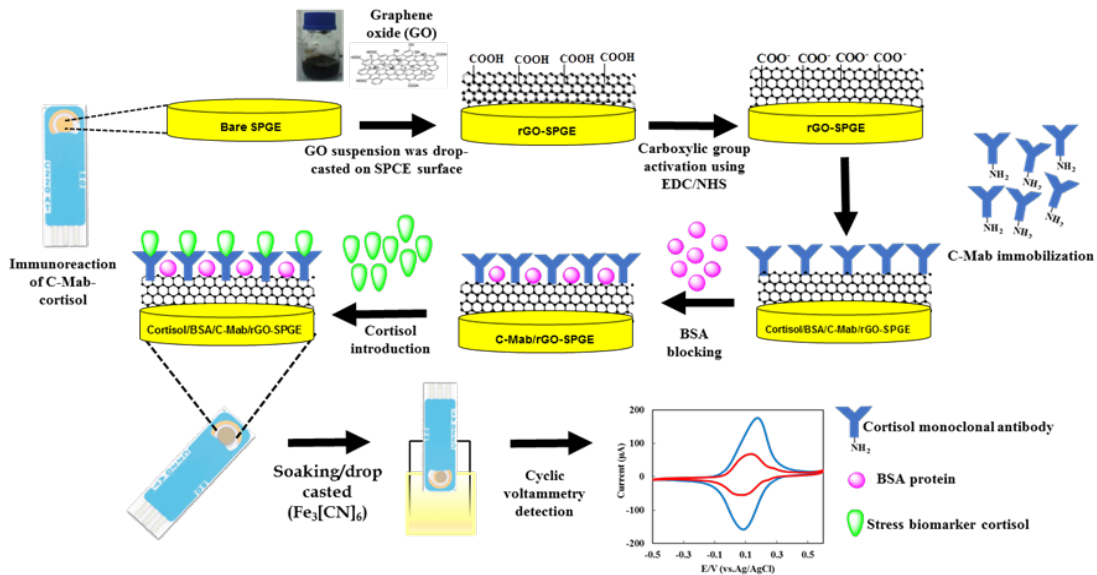 Graphene
oxide (GO)
COOH COOH COOH COOH
COO⁻ COO⁻ COO⁻ COO⁻
Bare SPGE
rGO-SPGE
rGO-SPGE
GO suspension was drop-
casted on SPCE surface
Carboxylic group
activation using
EDC/NHS
NH₂
NH₃
NH₂
NH₂
NH₃
NH₃
C-Mab immobilization
Immunoreaction
of C-Mab-
cortisol
Cortisol/BSA/C-Mab/rGO-SPGE
Cortisol
introduction
C-Mab/rGO-SPGE
BSA
blocking
Cortisol/BSA/C-Mab/rGO-SPGE
Soaking/drop
casted
(Fe₃[CN]₆)
Cyclic
voltammetry
detection
Current (µA)
200
100
0
-100
-200
-0.5 -0.3 -0.1 0.1 0.3 0.5
E/V (vs.Ag/AgCl)
Cortisol monoclonal antibody
NH₂
BSA protein
Stress biomarker cortisol